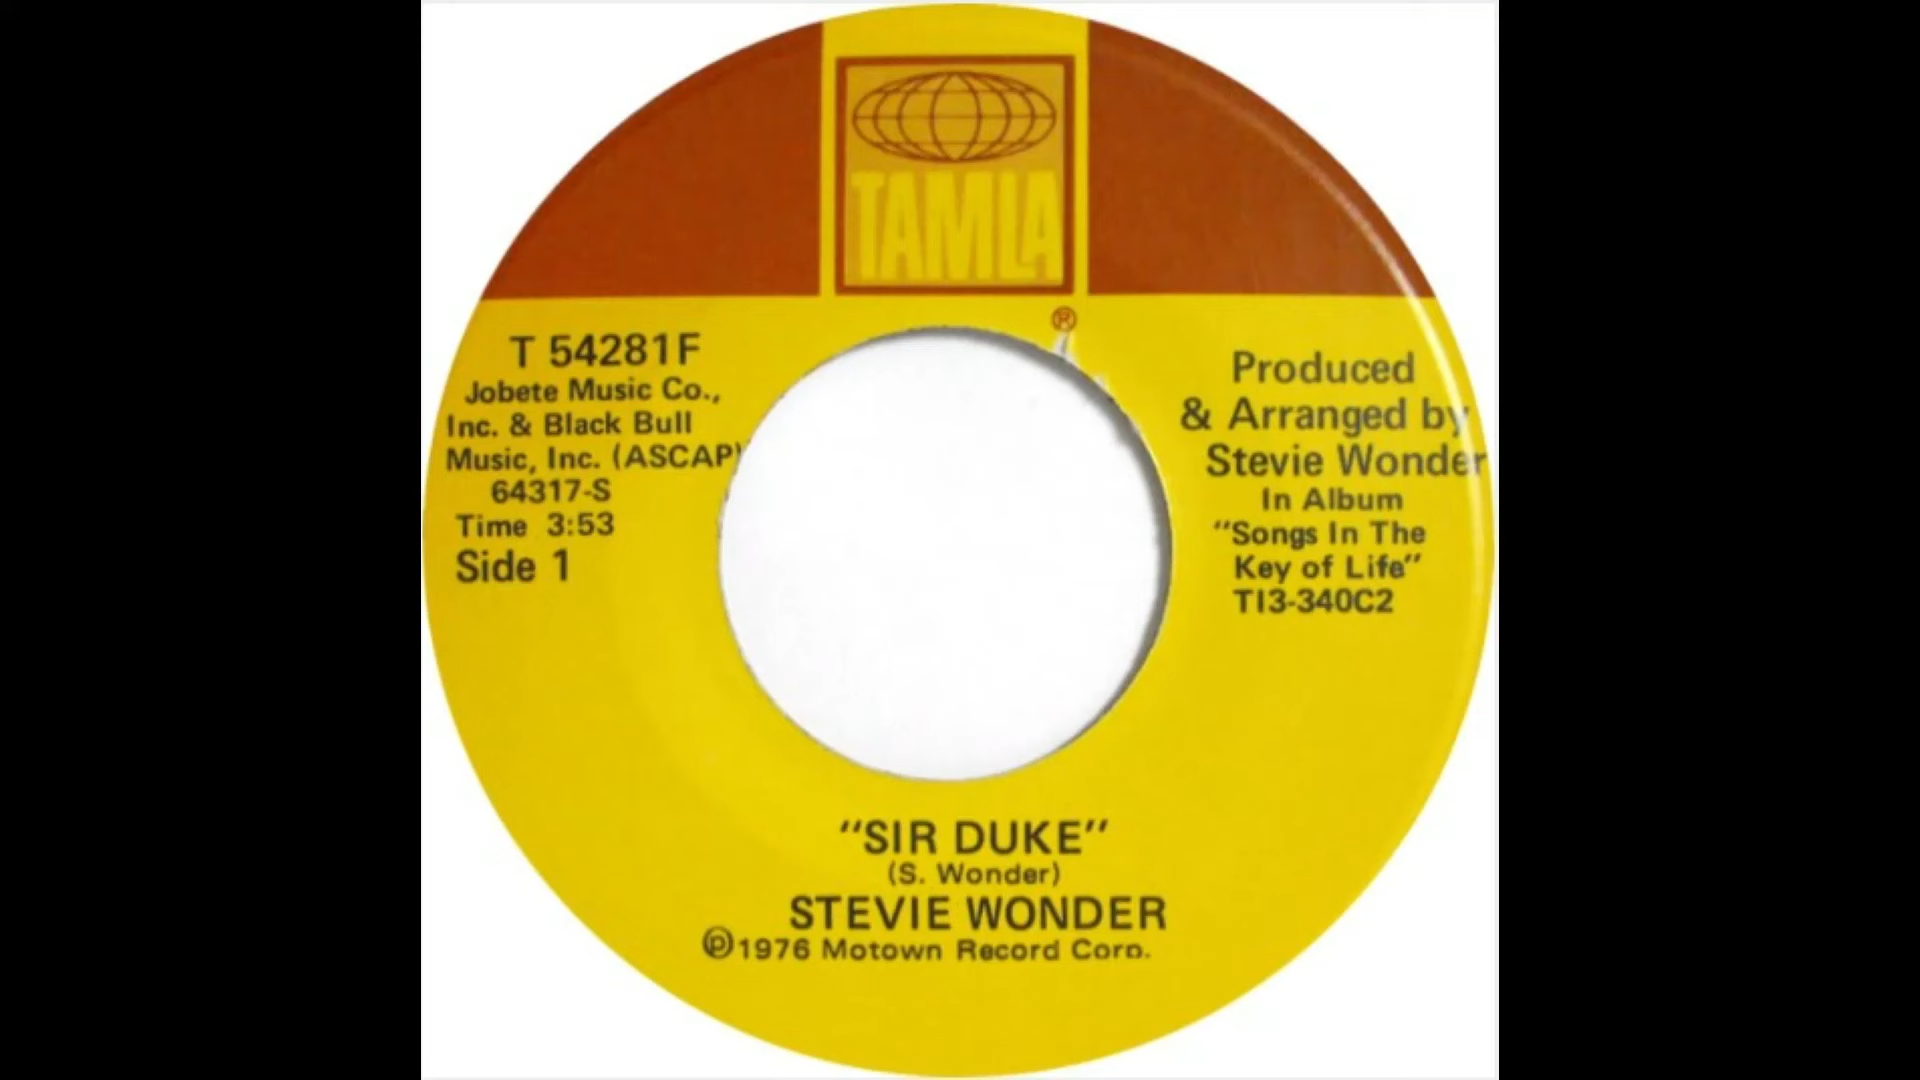 TAMLA
®
T 54281F
Jobete Music Co.,
Inc. & Black Bull
Music, Inc. (ASCAP)
64317-S
Time 3:53
Side 1
Produced
& Arranged by
Stevie Wonder
In Album
"Songs In The
Key of Life"
T13-340C2
"SIR DUKE"
(S. Wonder)
STEVIE WONDER
℗1976 Motown Record Corp.